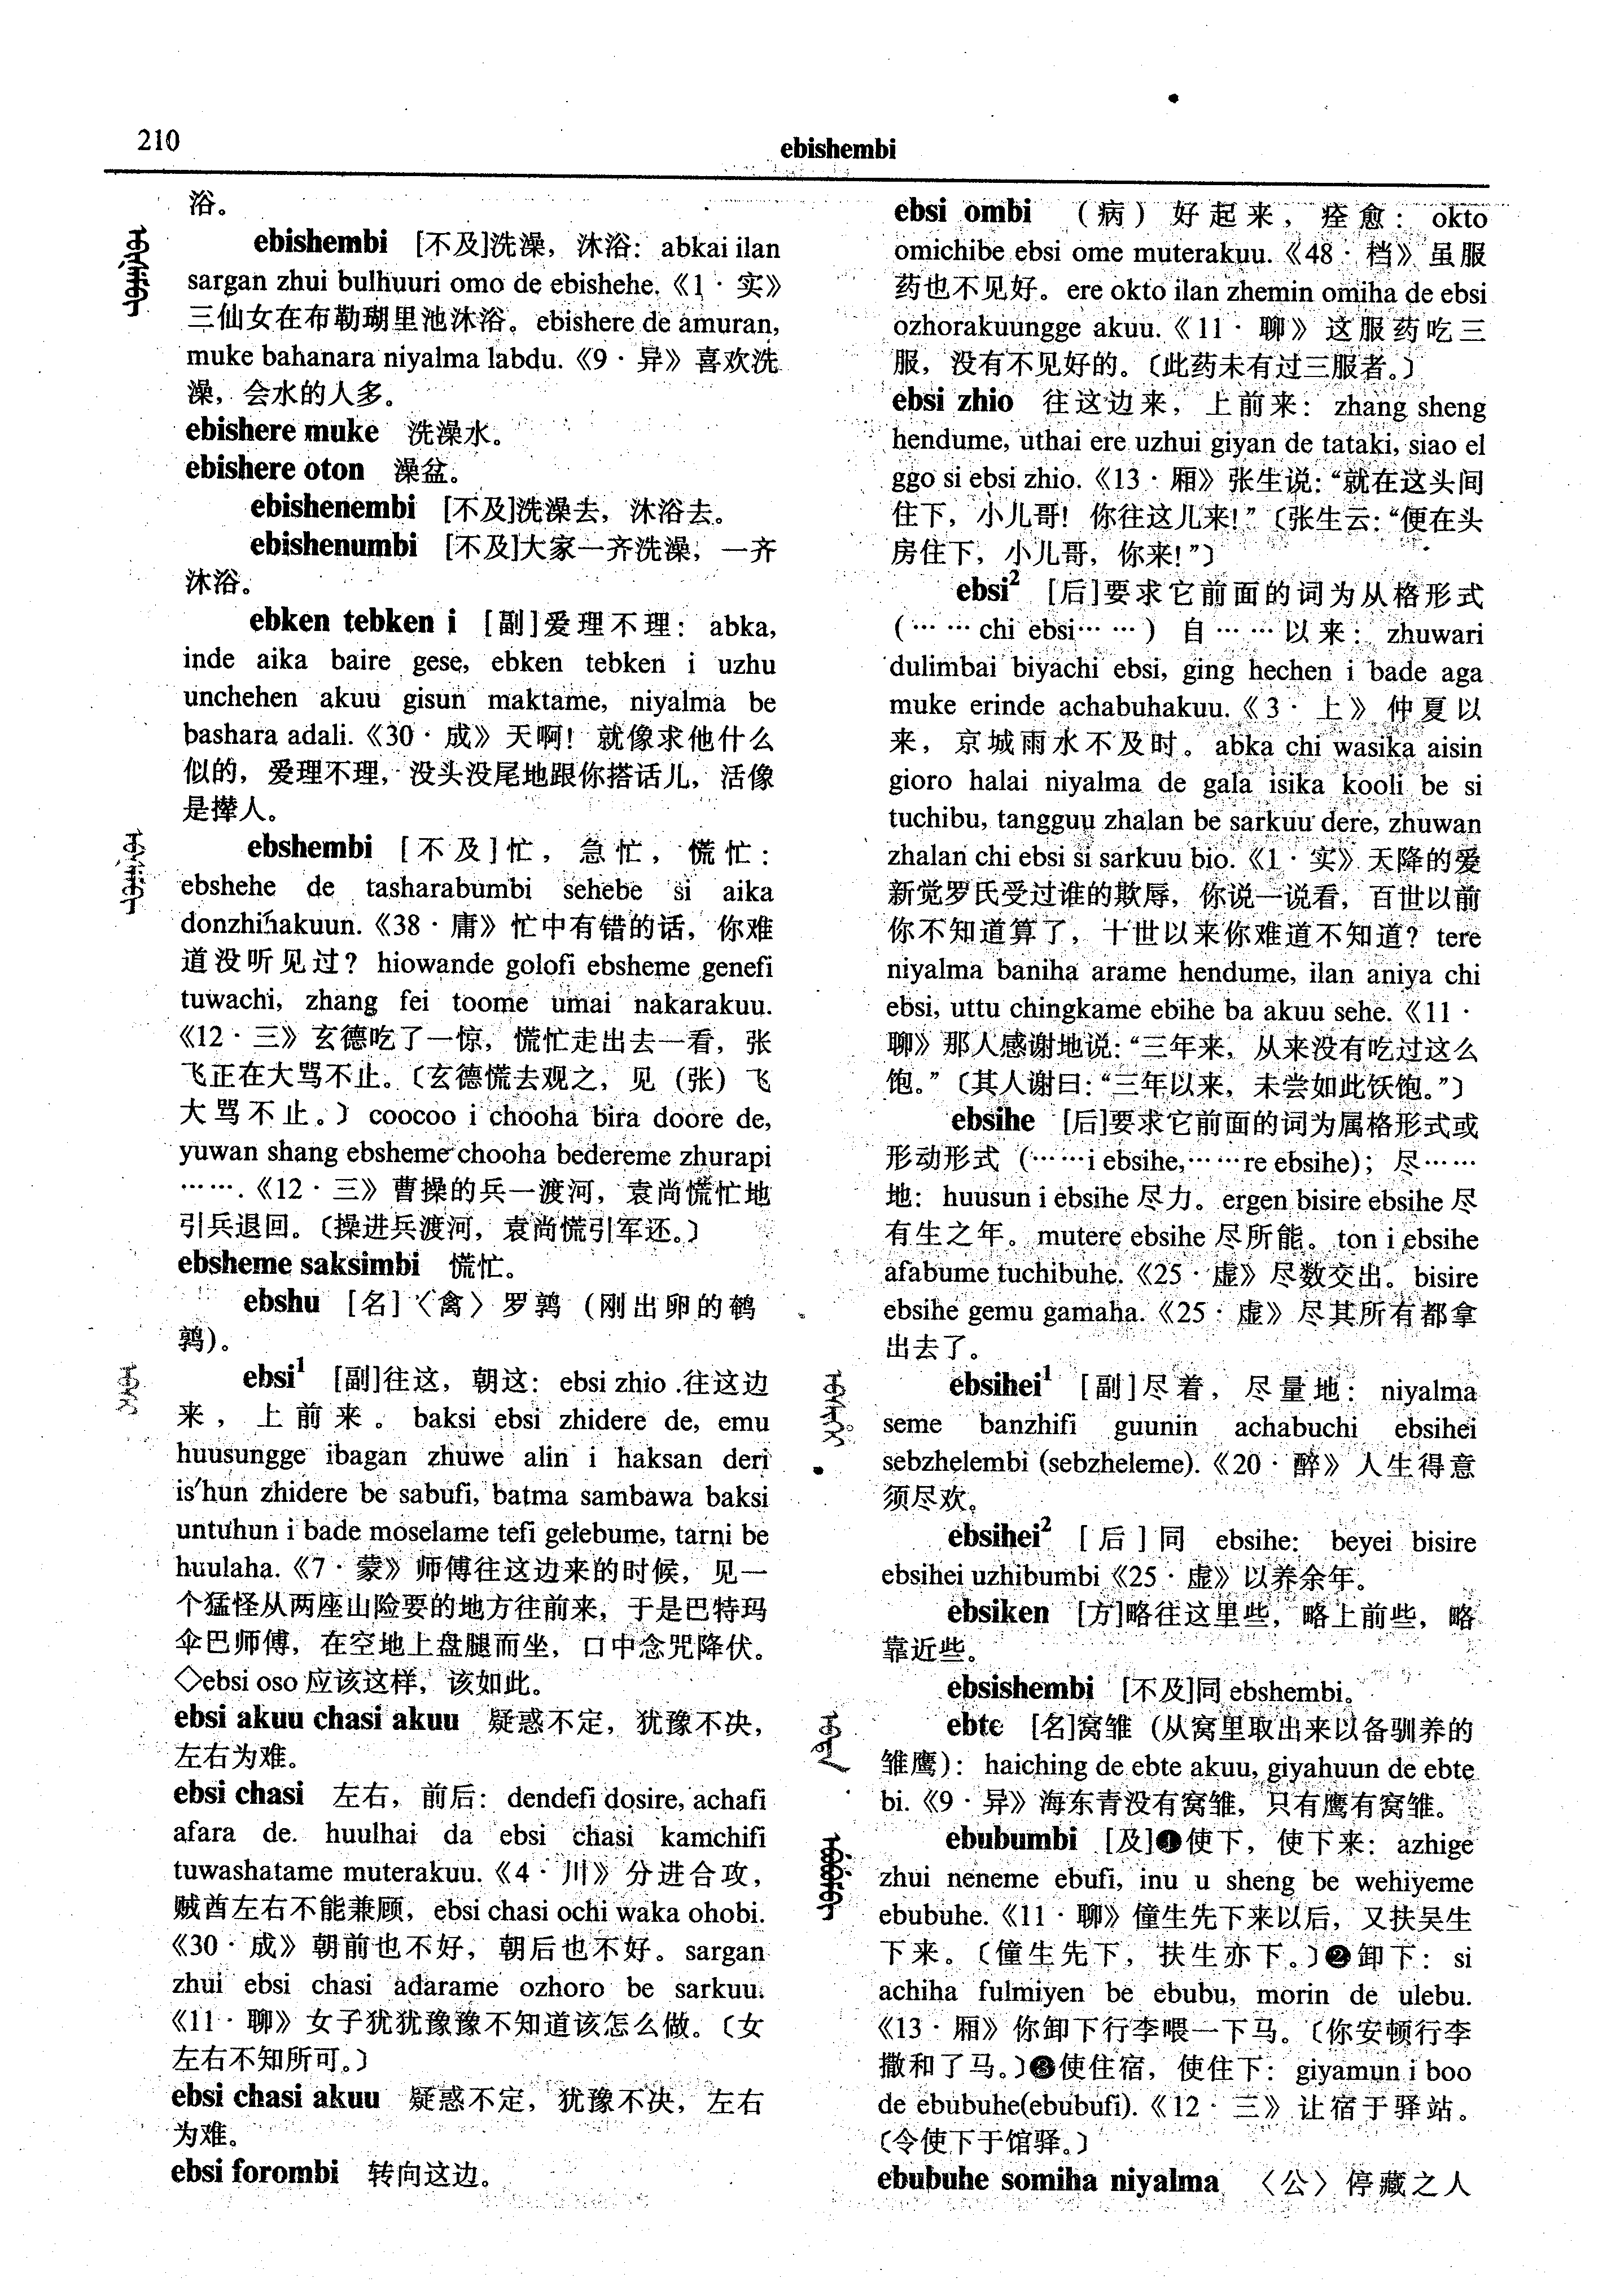 210
ebishembi
浴。
ebishembi [不及]洗澡，沐浴：abkai ilan
sargan zhui bulhuuri omo de ebishehe.《1·实》
三仙女在布勒瑚里池沐浴。ebishere de amuran,
muke bahanara niyalma labdu.《9·异》喜欢洗
澡，会水的人多。
ebishere muke 洗澡水。
ebishere oton 澡盆。
ebishenembi [不及]洗澡去，沐浴去。
ebishenumbi [不及]大家一齐洗澡，一齐
沐浴。
ebken tebken i [副]爱理不理：abka,
inde aika baire gese, ebken tebken i uzhu
unchehen akuu gisun maktame, niyalma be
bashara adali.《30·成》天啊！就像求他什么
似的，爱理不理，没头没尾地跟你搭话儿，活像
是撵人。
ebshembi [不及]忙，急忙，慌忙：
ebshehe de tasharabumbi sehebe si aika
donzhihakuun.《38·庸》忙中有错的话，你难
道没听见过？hiowande golofi ebsheme genefi
tuwachi, zhang fei toome umai nakarakuu.
《12·三》玄德吃了一惊，慌忙走出去一看，张
飞正在大骂不止。〔玄德慌去观之，见（张）飞
大骂不止。〕coocoo i chooha bira doore de,
yuwan shang ebsheme chooha bedereme zhurapi
…….《12·三》曹操的兵一渡河，袁尚慌忙地
引兵退回。〔操进兵渡河，袁尚慌引军还。〕
ebsheme saksimbi 慌忙。
ebshu [名]〈禽〉罗鹑（刚出卵的鹌
鹑）。
ebsi¹ [副]往这，朝这：ebsi zhio .往这边
来，上前来。baksi ebsi zhidere de, emu
huusungge ibagan zhuwe alin i haksan deri
is'hun zhidere be sabufi, batma sambawa baksi
untuhun i bade moselame tefi gelebume, tarni be
huulaha.《7·蒙》师傅往这边来的时候，见一
个猛怪从两座山险要的地方往前来，于是巴特玛
伞巴师傅，在空地上盘腿而坐，口中念咒降伏。
◇ebsi oso 应该这样，该如此。
ebsi akuu chasi akuu 疑惑不定，犹豫不决，
左右为难。
ebsi chasi 左右，前后：dendefi dosire, achafi
afara de. huulhai da ebsi chasi kamchifi
tuwashatame muterakuu.《4·川》分进合攻，
贼酋左右不能兼顾，ebsi chasi ochi waka ohobi.
《30·成》朝前也不好，朝后也不好。sargan
zhui ebsi chasi adarame ozhoro be sarkuu.
《11·聊》女子犹犹豫豫不知道该怎么做。〔女
左右不知所可。〕
ebsi chasi akuu 疑惑不定，犹豫不决，左右
为难。
ebsi forombi 转向这边。
ebsi ombi （病）好起来，痊愈：okto
omichibe ebsi ome muterakuu.《48·档》虽服
药也不见好。ere okto ilan zhemin omiha de ebsi
ozhorakuungge akuu.《11·聊》这服药吃三
服，没有不见好的。〔此药未有过三服者。〕
ebsi zhio 往这边来，上前来：zhang sheng
hendume, uthai ere uzhui giyan de tataki, siao el
ggo si ebsi zhio.《13·厢》张生说：“就在这头间
住下，小儿哥！你往这儿来！”〔张生云：“便在头
房住下，小儿哥，你来！”〕
ebsi² [后]要求它前面的词为从格形式
（……chi ebsi……）自……以来：zhuwari
dulimbai biyachi ebsi, ging hechen i bade aga
muke erinde achabuhakuu.《3·上》仲夏以
来，京城雨水不及时。abka chi wasika aisin
gioro halai niyalma de gala isika kooli be si
tuchibu, tangguu zhalan be sarkuu dere, zhuwan
zhalan chi ebsi si sarkuu bio.《1·实》天降的爱
新觉罗氏受过谁的欺辱，你说一说看，百世以前
你不知道算了，十世以来你难道不知道？tere
niyalma baniha arame hendume, ilan aniya chi
ebsi, uttu chingkame ebihe ba akuu sehe.《11·
聊》那人感谢地说：“三年来，从来没有吃过这么
饱。”〔其人谢曰：“三年以来，未尝如此饫饱。”〕
ebsihe [后]要求它前面的词为属格形式或
形动形式（……i ebsihe,……re ebsihe)；尽……
地：huusun i ebsihe 尽力。ergen bisire ebsihe 尽
有生之年。mutere ebsihe 尽所能。ton i ebsihe
afabume tuchibuhe.《25·虚》尽数交出。bisire
ebsihe gemu gamaha.《25·虚》尽其所有都拿
出去了。
ebsihei¹ [副]尽着，尽量地：niyalma
seme banzhifi guunin achabuchi ebsihei
sebzhelembi (sebzheleme).《20·醉》人生得意
须尽欢。
ebsihei² [后]同 ebsihe: beyei bisire
ebsihei uzhibumbi《25·虚》以养余年。
ebsiken [方]略往这里些，略上前些，略
靠近些。
ebsishembi [不及]同 ebshembi。
ebte [名]窝雏（从窝里取出来以备驯养的
雏鹰）：haiching de ebte akuu, giyahuun de ebte
bi.《9·异》海东青没有窝雏，只有鹰有窝雏。
ebubumbi [及]❶使下，使下来：azhige
zhui neneme ebufi, inu u sheng be wehiyeme
ebubuhe.《11·聊》僮生先下来以后，又扶吴生
下来。〔僮生先下，扶生亦下。〕❷卸下：si
achiha fulmiyen be ebubu, morin de ulebu.
《13·厢》你卸下行李喂一下马。〔你安顿行李
撒和了马。〕❸使住宿，使住下：giyamun i boo
de ebubuhe(ebubufi).《12·三》让宿于驿站。
〔令使下于馆驿。〕
ebubuhe somiha niyalma 〈公〉停藏之人